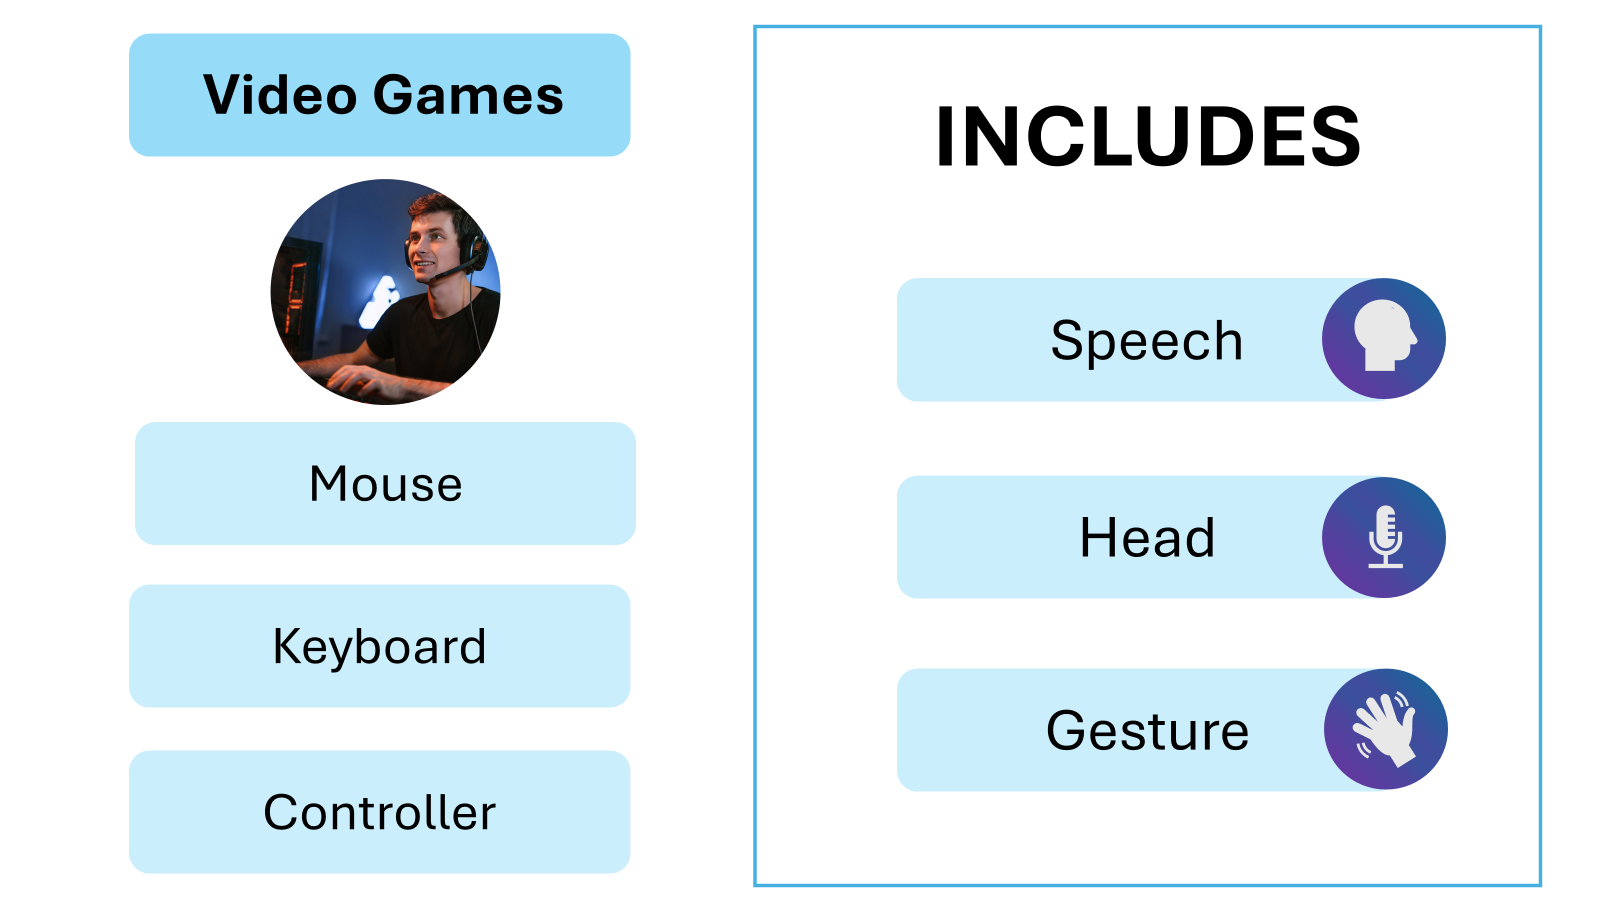 Video Games
Mouse
Keyboard
Controller
INCLUDES
Speech
Head
Gesture